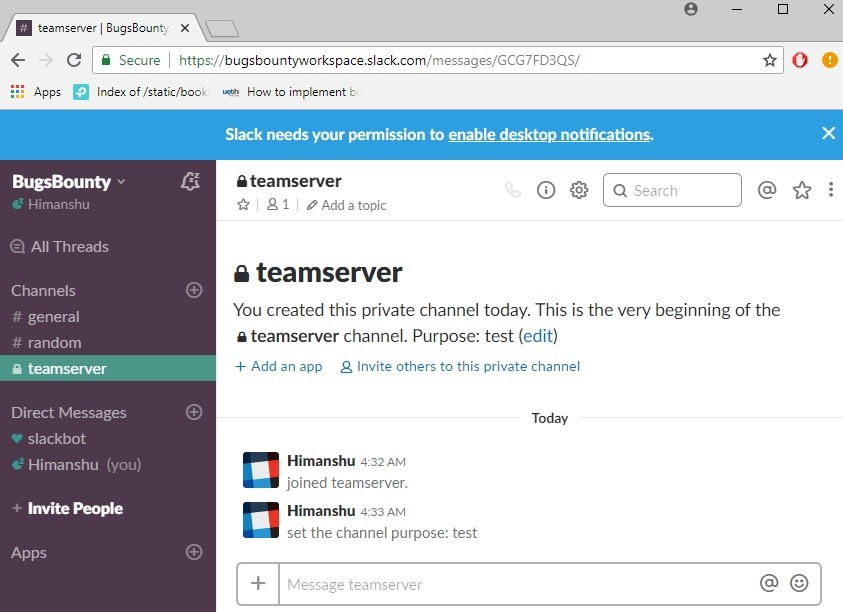 teamserver | BugsBounty
Secure | https://bugsbountyworkspace.slack.com/messages/GCG7FD3QS/
Apps Index of /static/book How to implement bi
Slack needs your permission to enable desktop notifications.
BugsBounty
Himanshu
All Threads
Channels
# general
# random
teamserver
Direct Messages
slackbot
Himanshu (you)
+ Invite People
Apps
teamserver
1 | Add a topic
Search
teamserver
You created this private channel today. This is the very beginning of the
teamserver channel. Purpose: test (edit)
+ Add an app Invite others to this private channel
Today
Himanshu 4:32 AM
joined teamserver.
Himanshu 4:33 AM
set the channel purpose: test
+ Message teamserver @